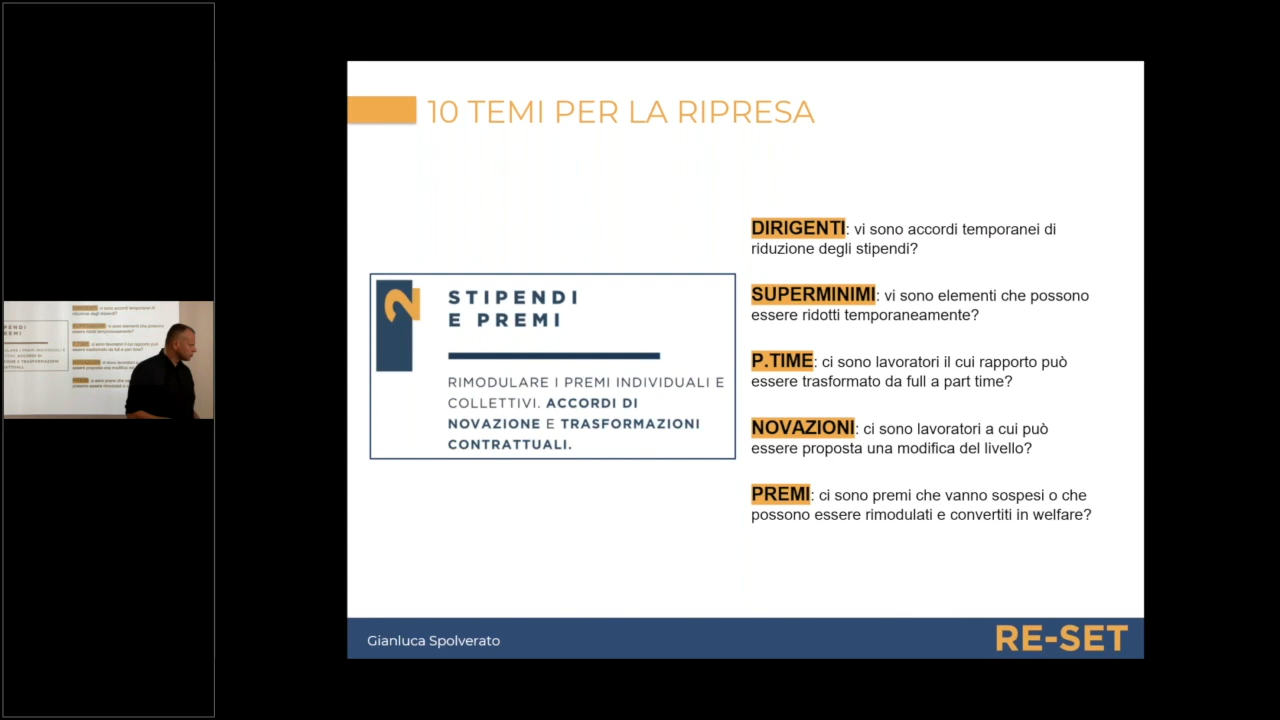 10 TEMI PER LA RIPRESA
2
STIPENDI
E PREMI
RIMODULARE I PREMI INDIVIDUALI E
COLLETTIVI. ACCORDI DI
NOVAZIONE E TRASFORMAZIONI
CONTRATTUALI.
DIRIGENTI: vi sono accordi temporanei di
riduzione degli stipendi?
SUPERMINIMI: vi sono elementi che possono
essere ridotti temporaneamente?
P.TIME: ci sono lavoratori il cui rapporto può
essere trasformato da full a part time?
NOVAZIONI: ci sono lavoratori a cui può
essere proposta una modifica del livello?
PREMI: ci sono premi che vanno sospesi o che
possono essere rimodulati e convertiti in welfare?
Gianluca Spolverato
RE-SET